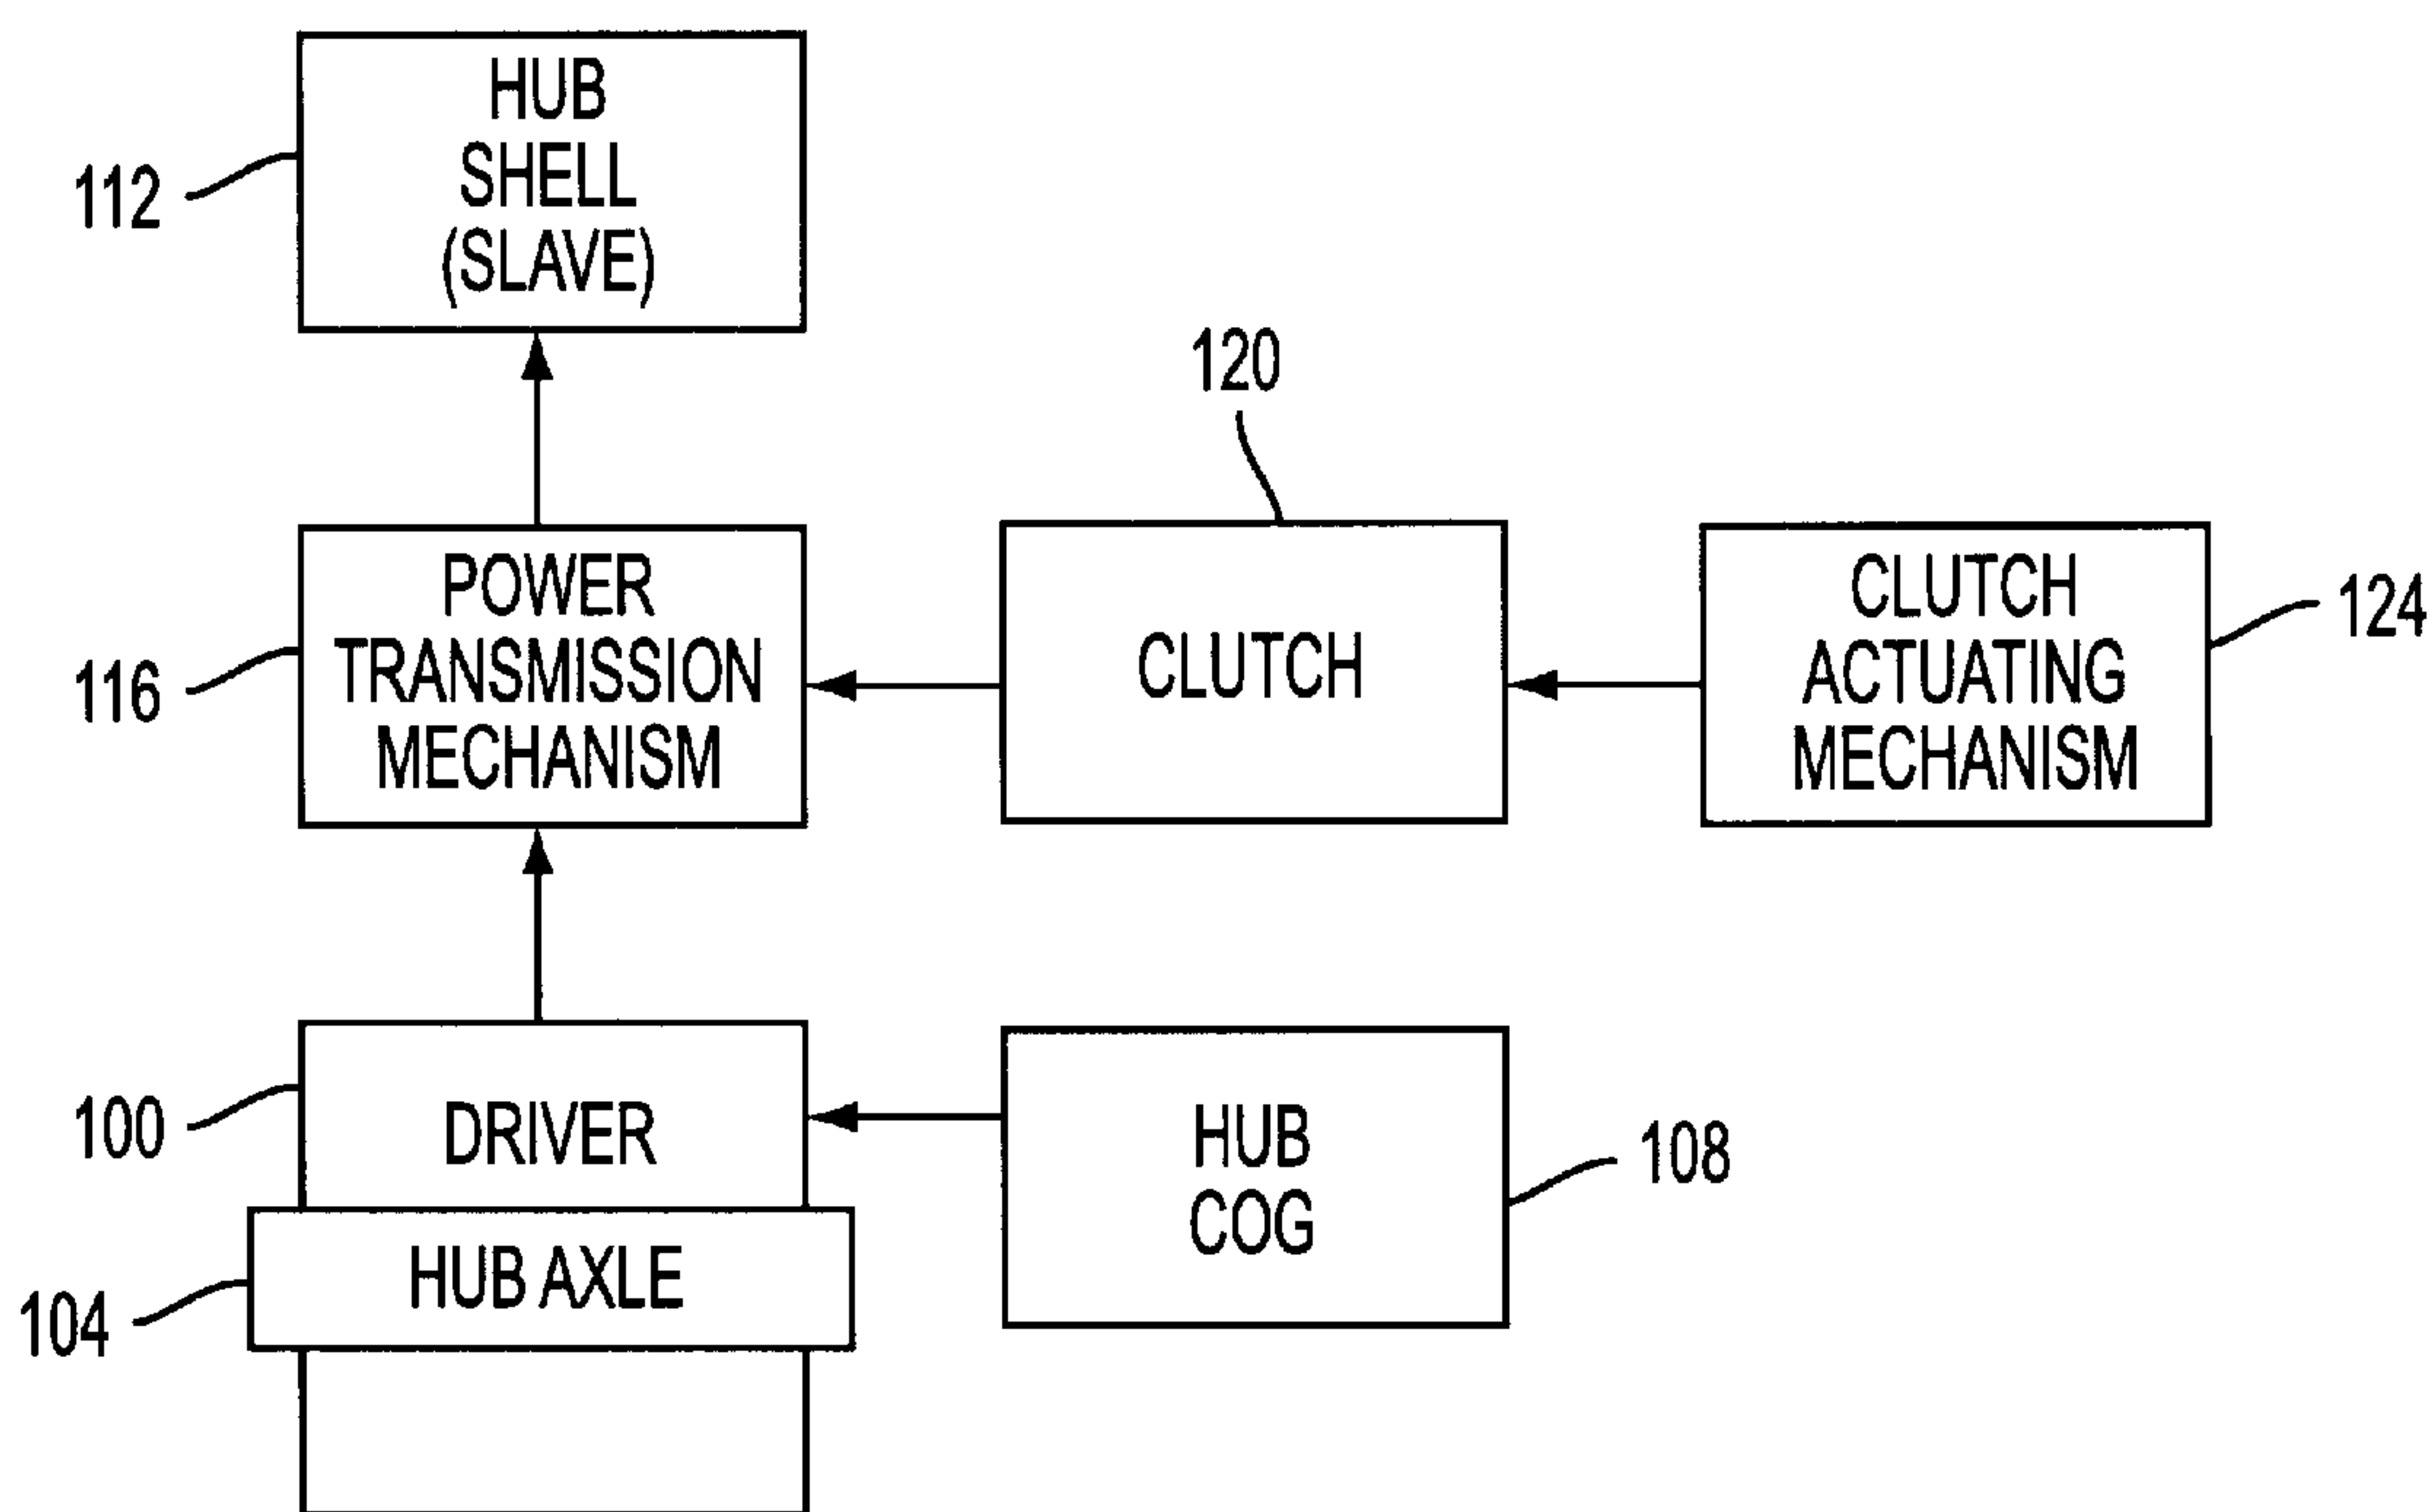 HUB
SHELL
(SLAVE)
112
120
POWER
TRANSMISSION
MECHANISM
116
CLUTCH
CLUTCH
ACTUATING
MECHANISM
124
100
DRIVER
HUB
COG
108
HUB AXLE
104